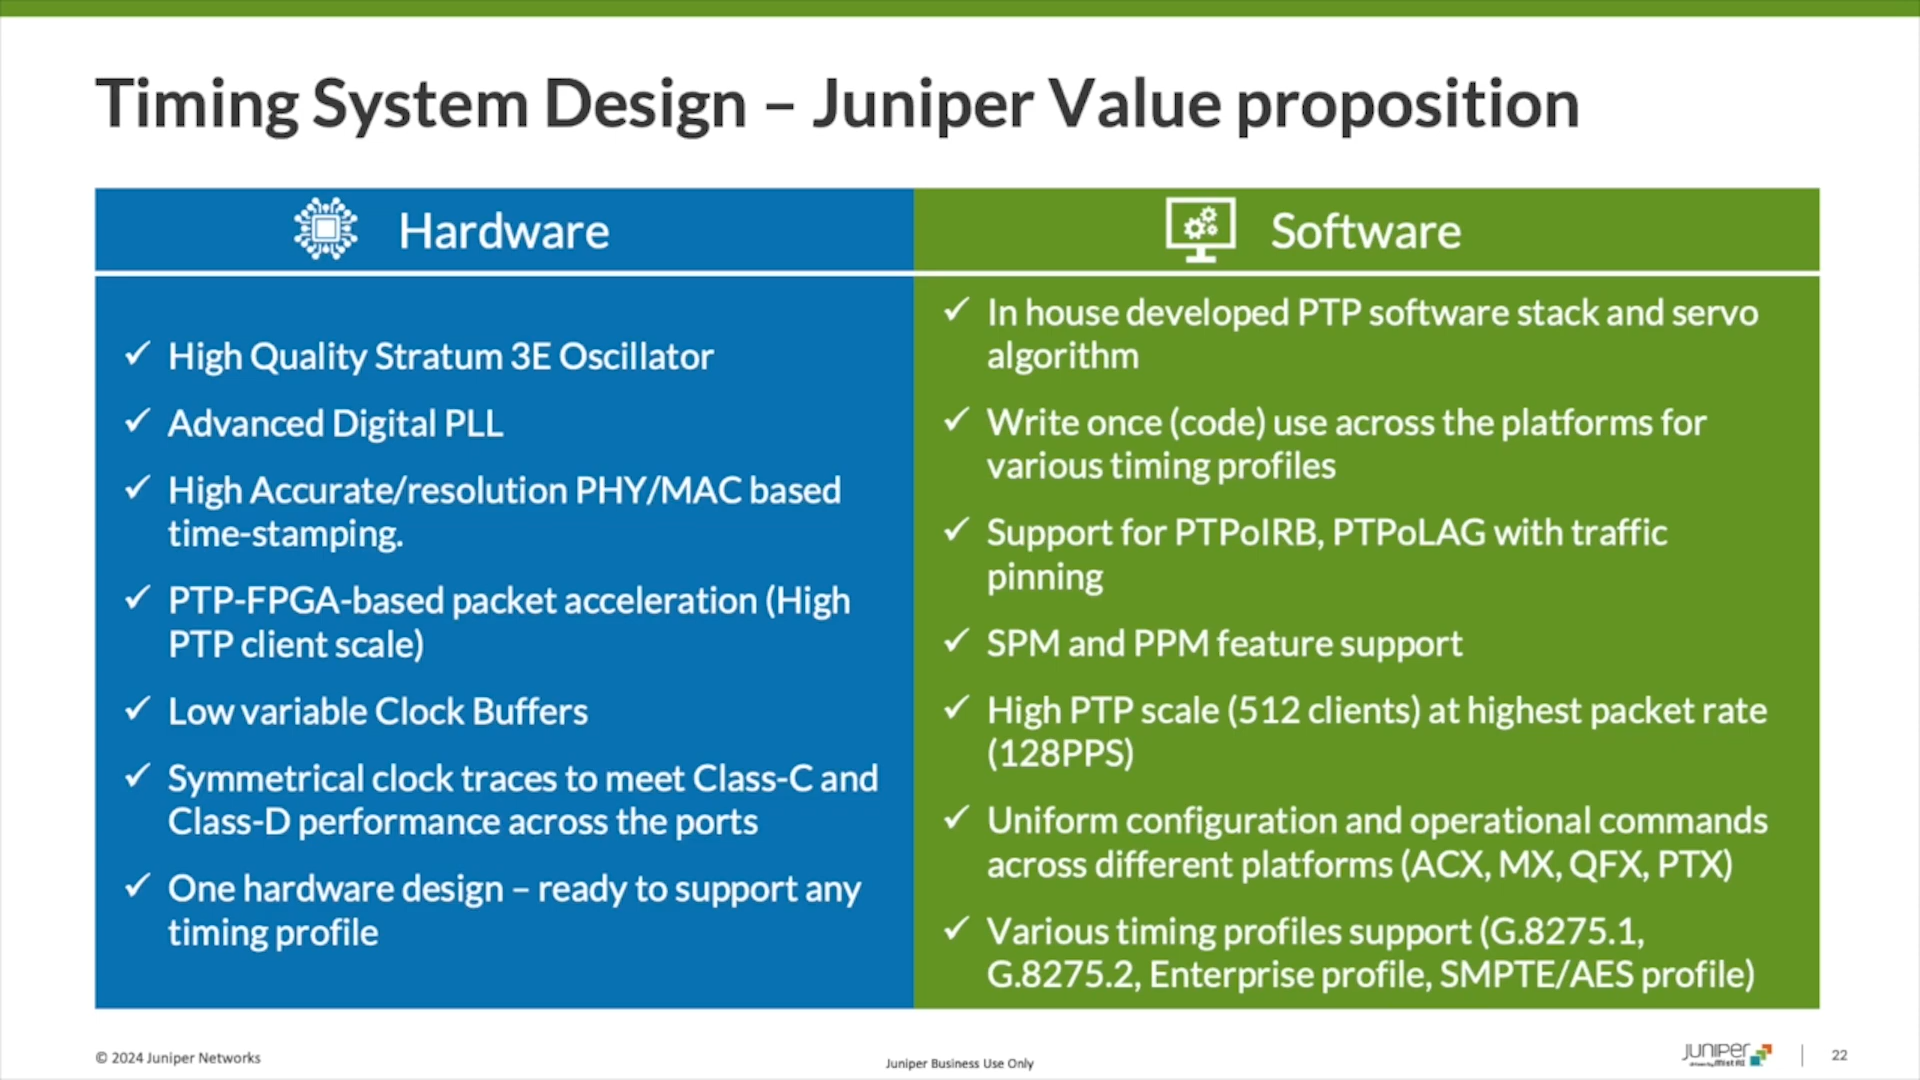 Timing System Design – Juniper Value proposition
Hardware
✓ High Quality Stratum 3E Oscillator
✓ Advanced Digital PLL
✓ High Accurate/resolution PHY/MAC based
time-stamping.
✓ PTP-FPGA-based packet acceleration (High
PTP client scale)
✓ Low variable Clock Buffers
✓ Symmetrical clock traces to meet Class-C and
Class-D performance across the ports
✓ One hardware design – ready to support any
timing profile
Software
✓ In house developed PTP software stack and servo
algorithm
✓ Write once (code) use across the platforms for
various timing profiles
✓ Support for PTPoIRB, PTPoLAG with traffic
pinning
✓ SPM and PPM feature support
✓ High PTP scale (512 clients) at highest packet rate
(128PPS)
✓ Uniform configuration and operational commands
across different platforms (ACX, MX, QFX, PTX)
✓ Various timing profiles support (G.8275.1,
G.8275.2, Enterprise profile, SMPTE/AES profile)
© 2024 Juniper Networks
Juniper Business Use Only
JUNIPEr
driven by Mist AI
22